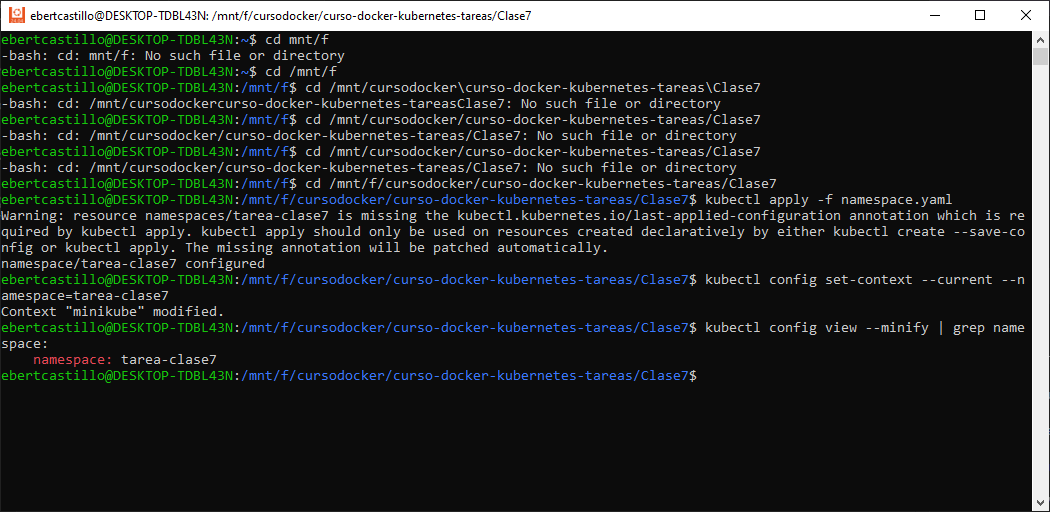 ebertcastillo@DESKTOP-TDBL43N: /mnt/f/cursodocker/curso-docker-kubernetes-tareas/Clase7
ebertcastillo@DESKTOP-TDBL43N:~$ cd mnt/f
-bash: cd: mnt/f: No such file or directory
ebertcastillo@DESKTOP-TDBL43N:~$ cd /mnt/f
ebertcastillo@DESKTOP-TDBL43N:/mnt/f$ cd /mnt/cursodocker\curso-docker-kubernetes-tareas\Clase7
-bash: cd: /mnt/cursodockercurso-docker-kubernetes-tareasClase7: No such file or directory
ebertcastillo@DESKTOP-TDBL43N:/mnt/f$ cd /mnt/cursodocker/curso-docker-kubernetes-tareas/Clase7
-bash: cd: /mnt/cursodocker/curso-docker-kubernetes-tareas/Clase7: No such file or directory
ebertcastillo@DESKTOP-TDBL43N:/mnt/f$ cd /mnt/cursodocker/curso-docker-kubernetes-tareas/Clase7
-bash: cd: /mnt/cursodocker/curso-docker-kubernetes-tareas/Clase7: No such file or directory
ebertcastillo@DESKTOP-TDBL43N:/mnt/f$ cd /mnt/f/cursodocker/curso-docker-kubernetes-tareas/Clase7
ebertcastillo@DESKTOP-TDBL43N:/mnt/f/cursodocker/curso-docker-kubernetes-tareas/Clase7$ kubectl apply -f namespace.yaml
Warning: resource namespaces/tarea-clase7 is missing the kubectl.kubernetes.io/last-applied-configuration annotation which is re
quired by kubectl apply. kubectl apply should only be used on resources created declaratively by either kubectl create --save-co
nfig or kubectl apply. The missing annotation will be patched automatically.
namespace/tarea-clase7 configured
ebertcastillo@DESKTOP-TDBL43N:/mnt/f/cursodocker/curso-docker-kubernetes-tareas/Clase7$ kubectl config set-context --current --n
amespace=tarea-clase7
Context "minikube" modified.
ebertcastillo@DESKTOP-TDBL43N:/mnt/f/cursodocker/curso-docker-kubernetes-tareas/Clase7$ kubectl config view --minify | grep name
space:
    namespace: tarea-clase7
ebertcastillo@DESKTOP-TDBL43N:/mnt/f/cursodocker/curso-docker-kubernetes-tareas/Clase7$